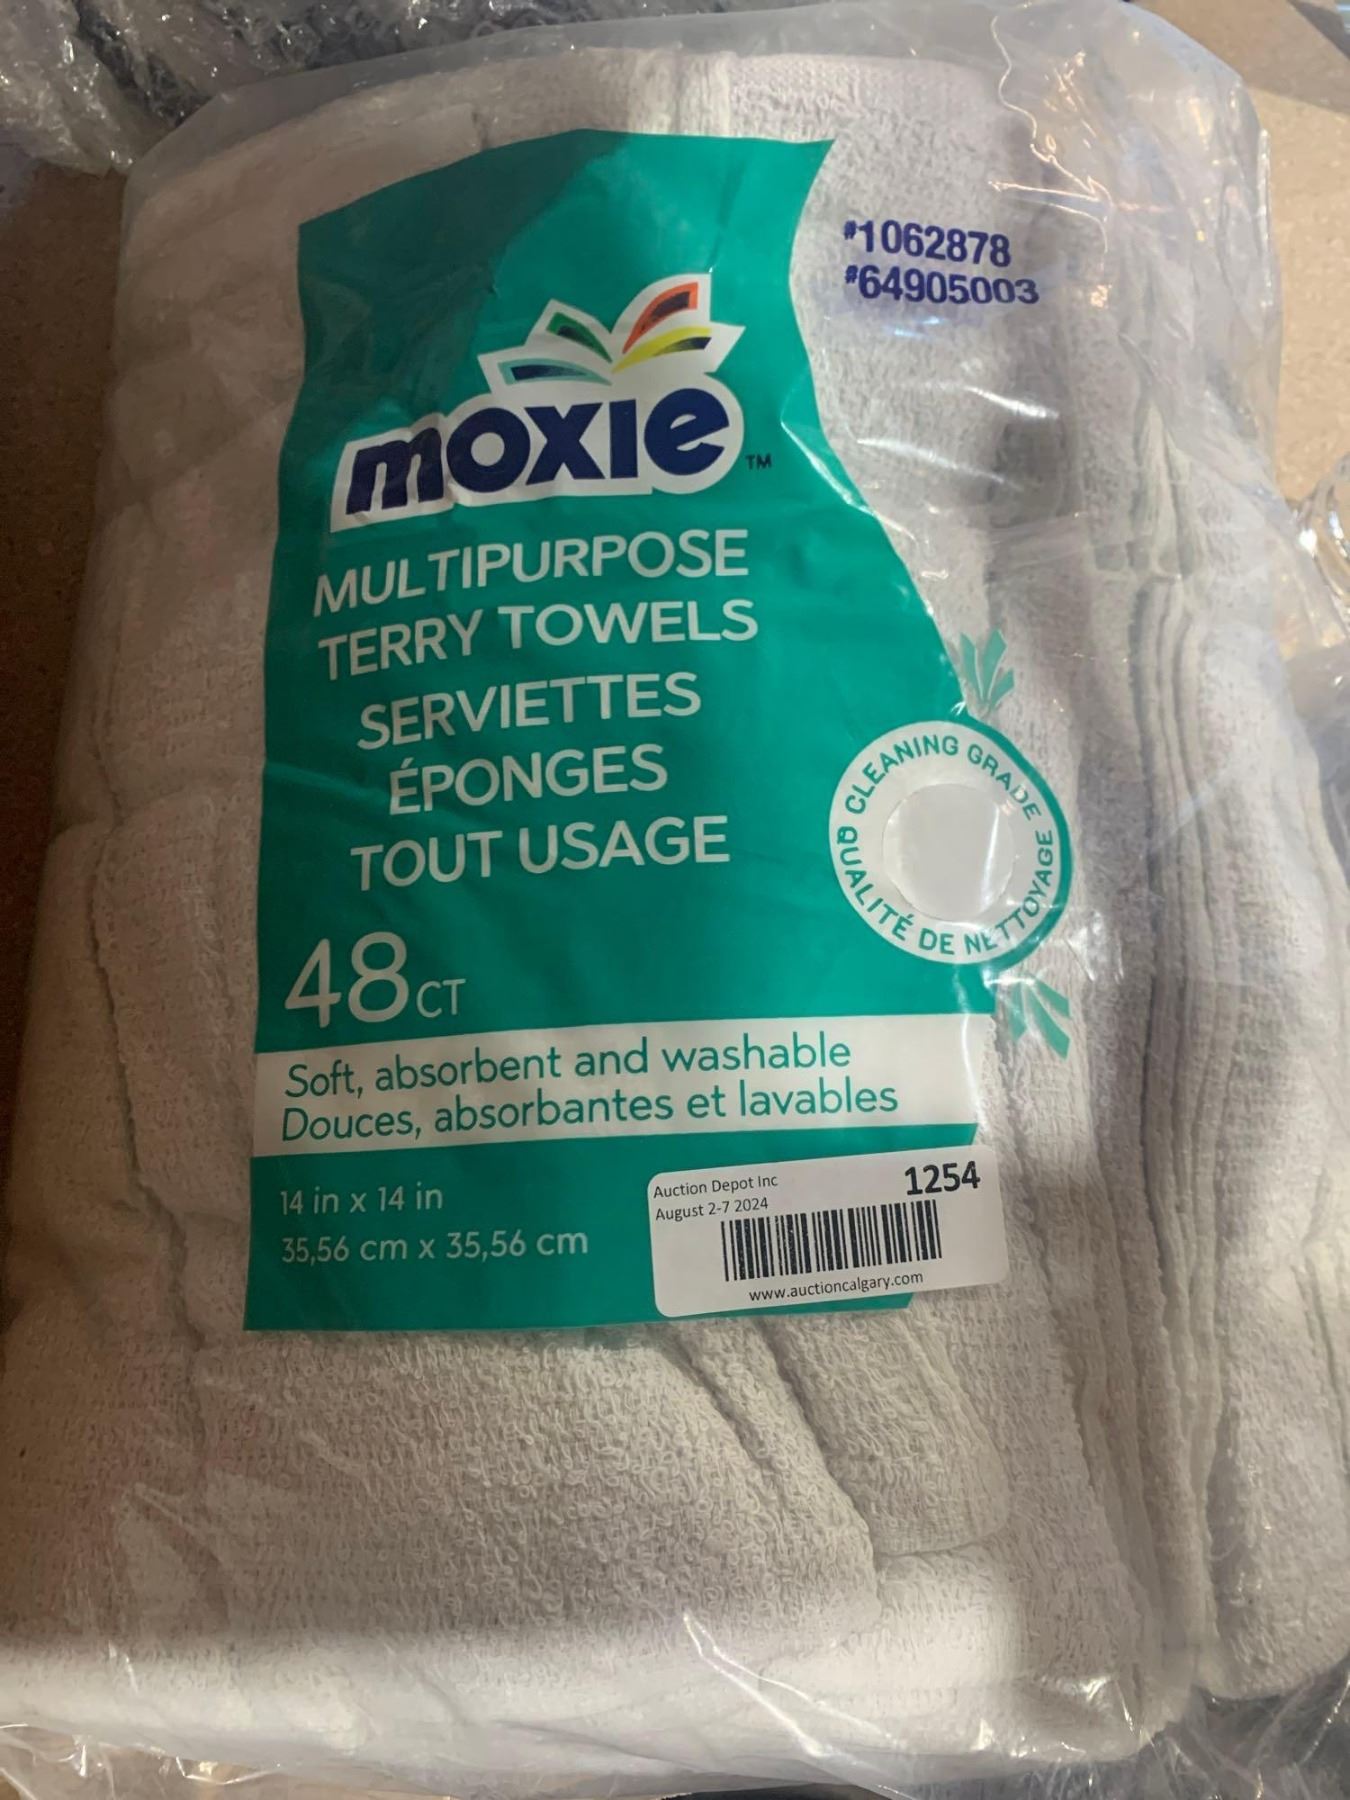 #1062878
#64905003
moxie™
MULTIPURPOSE
TERRY TOWELS
SERVIETTES
ÉPONGES
TOUT USAGE
CLEANING GRADE
QUALITÉ DE NETTOYAGE
48CT
Soft, absorbent and washable
Douces, absorbantes et lavables
14 in x 14 in
35,56 cm x 35,56 cm
Auction Depot Inc 1254
August 2-7 2024
www.auctioncalgary.com